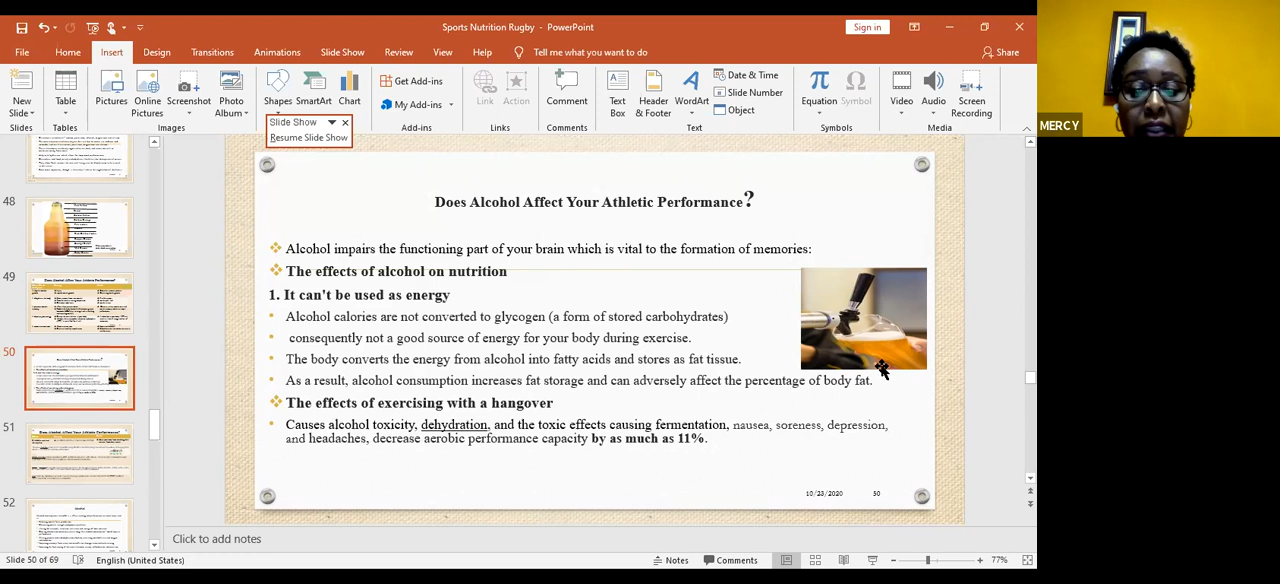 Sports Nutrition Rugby - PowerPoint
Sign in
File Home Insert Design Transitions Animations Slide Show Review View Help Tell me what you want to do Share
New Slide
Table
Pictures
Online Pictures
Screenshot
Photo Album
Shapes
SmartArt
Chart
Get Add-ins
My Add-ins
Link
Action
Comment
Text Box
Header & Footer
WordArt
Date & Time
Slide Number
Object
Equation
Symbol
Video
Audio
Screen Recording
Slides Tables Images Add-ins Links Comments Text Symbols Media
Slide Show
Resume Slide Show
MERCY
48
49
50
51
52
Does Alcohol Affect Your Athletic Performance?
Alcohol impairs the functioning part of your brain which is vital to the formation of memories:
The effects of alcohol on nutrition
1. It can't be used as energy
Alcohol calories are not converted to glycogen (a form of stored carbohydrates)
consequently not a good source of energy for your body during exercise.
The body converts the energy from alcohol into fatty acids and stores as fat tissue.
As a result, alcohol consumption increases fat storage and can adversely affect the percentage of body fat.
The effects of exercising with a hangover
Causes alcohol toxicity, dehydration, and the toxic effects causing fermentation, nausea, soreness, depression,
and headaches, decrease aerobic performance capacity by as much as 11%.
10/23/2020 50
Click to add notes
Slide 50 of 69 English (United States) Notes Comments 77%